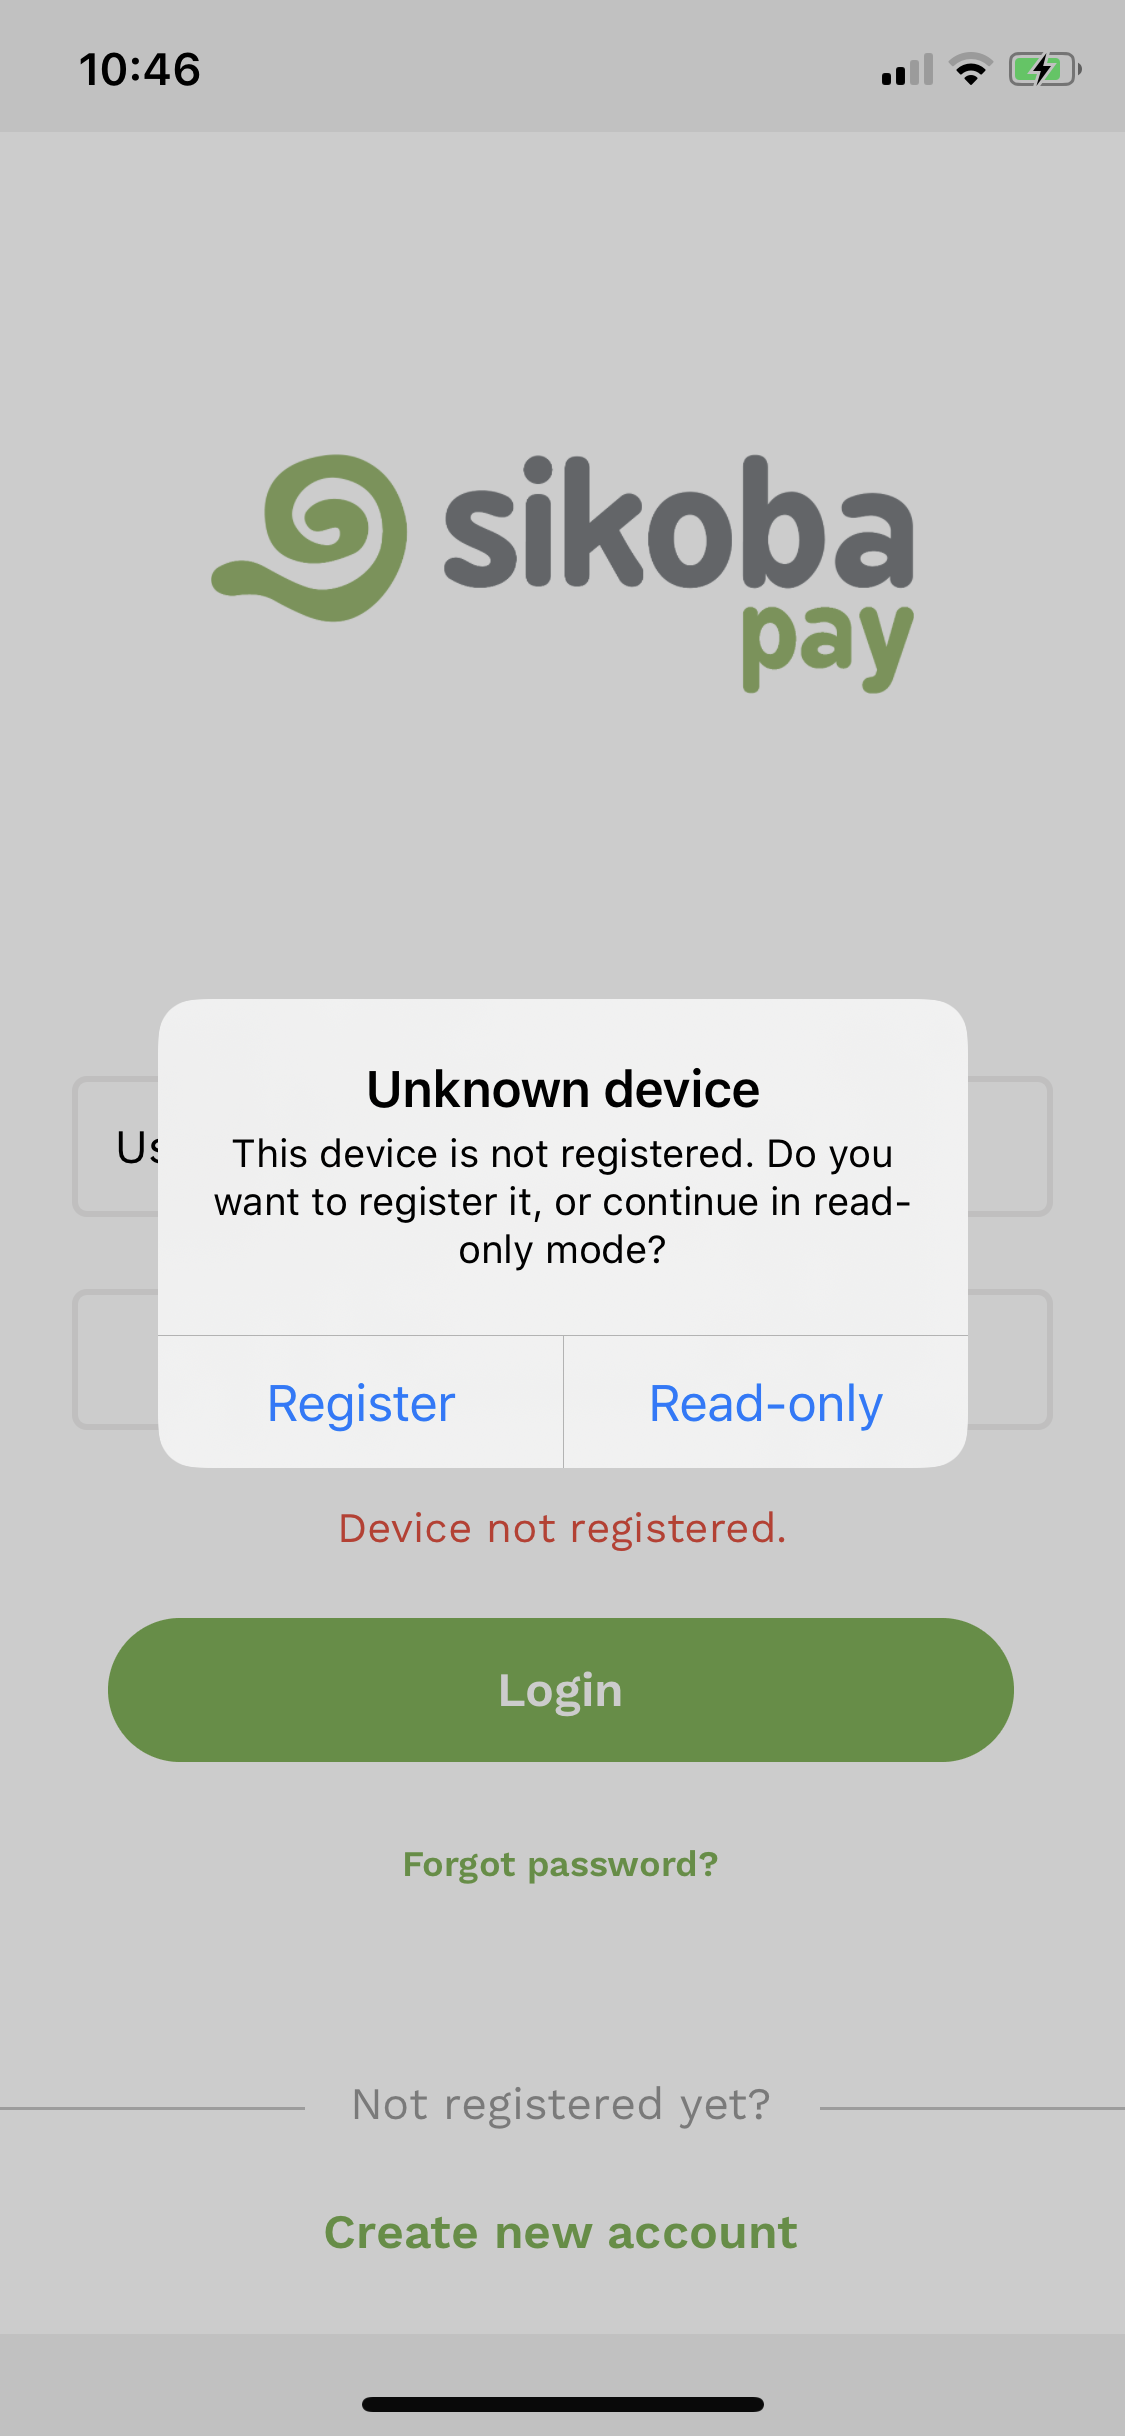 10:46
sikoba
pay
Unknown device
This device is not registered. Do you
want to register it, or continue in read-
only mode?
Register
Read-only
Device not registered.
Login
Forgot password?
Not registered yet?
Create new account